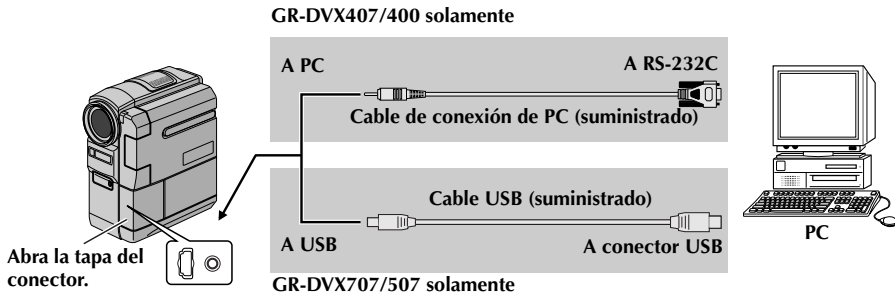 GR-DVX407/400 solamente
A PC
A RS-232C
Cable de conexión de PC (suministrado)
Cable USB (suministrado)
A USB
A conector USB
PC
Abra la tapa del
conector.
GR-DVX707/507 solamente